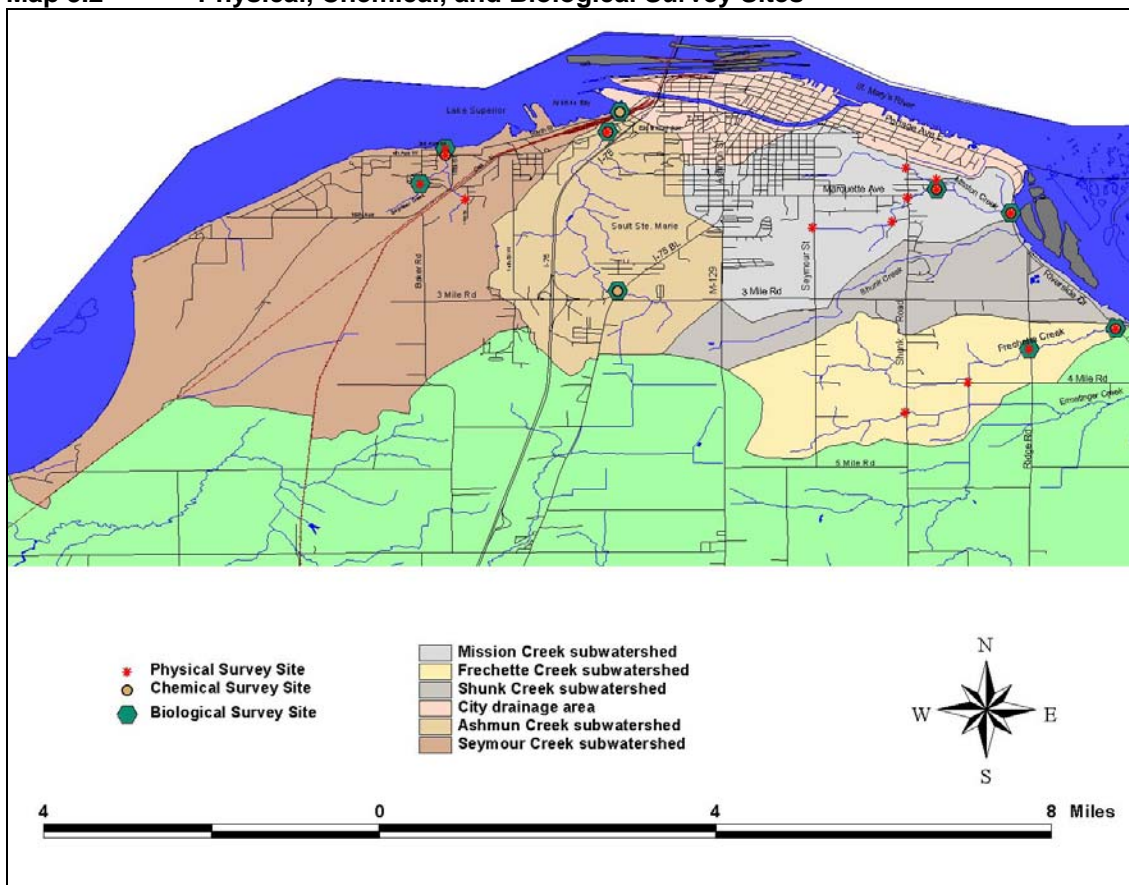 Map 3.2 Physical, Chemical, and Biological Survey Sites
Lake Superior
St. Mary's River
Portage Ave E
Ashmun St
I-75
Marquette Ave
Mission Creek
Sault Ste. Marie
I-75 BL
Seymour St
Shunk Creek
Baker Rd
I-75
M-129
3 Mile Rd
3 Mile Rd
Riverside Dr
Shunk Road
Frechette Creek
4 Mile Rd
Ermatinger Creek
Ridge Rd
5 Mile Rd
Physical Survey Site
Chemical Survey Site
Biological Survey Site
Mission Creek subwatershed
Frechette Creek subwatershed
Shunk Creek subwatershed
City drainage area
Ashmun Creek subwatershed
Seymour Creek subwatershed
N
W E
S
4 0 4 8 Miles